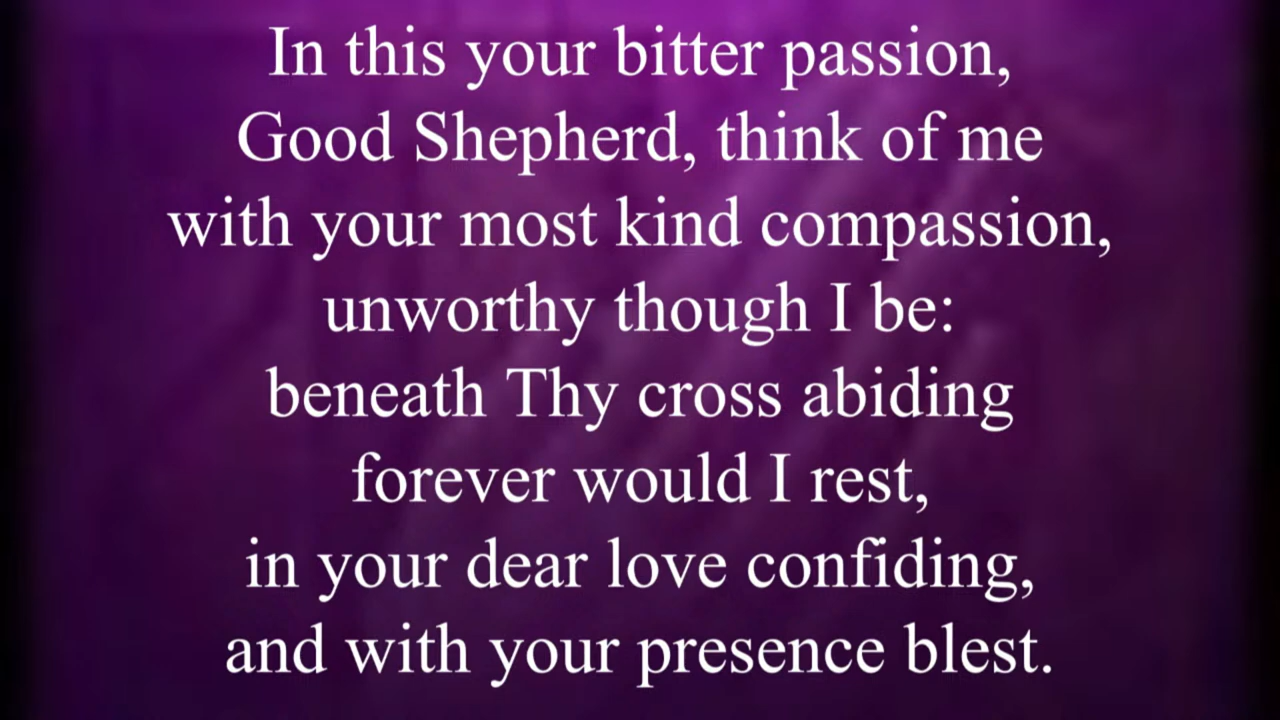 In this your bitter passion,
Good Shepherd, think of me
with your most kind compassion,
unworthy though I be:
beneath Thy cross abiding
forever would I rest,
in your dear love confiding,
and with your presence blest.